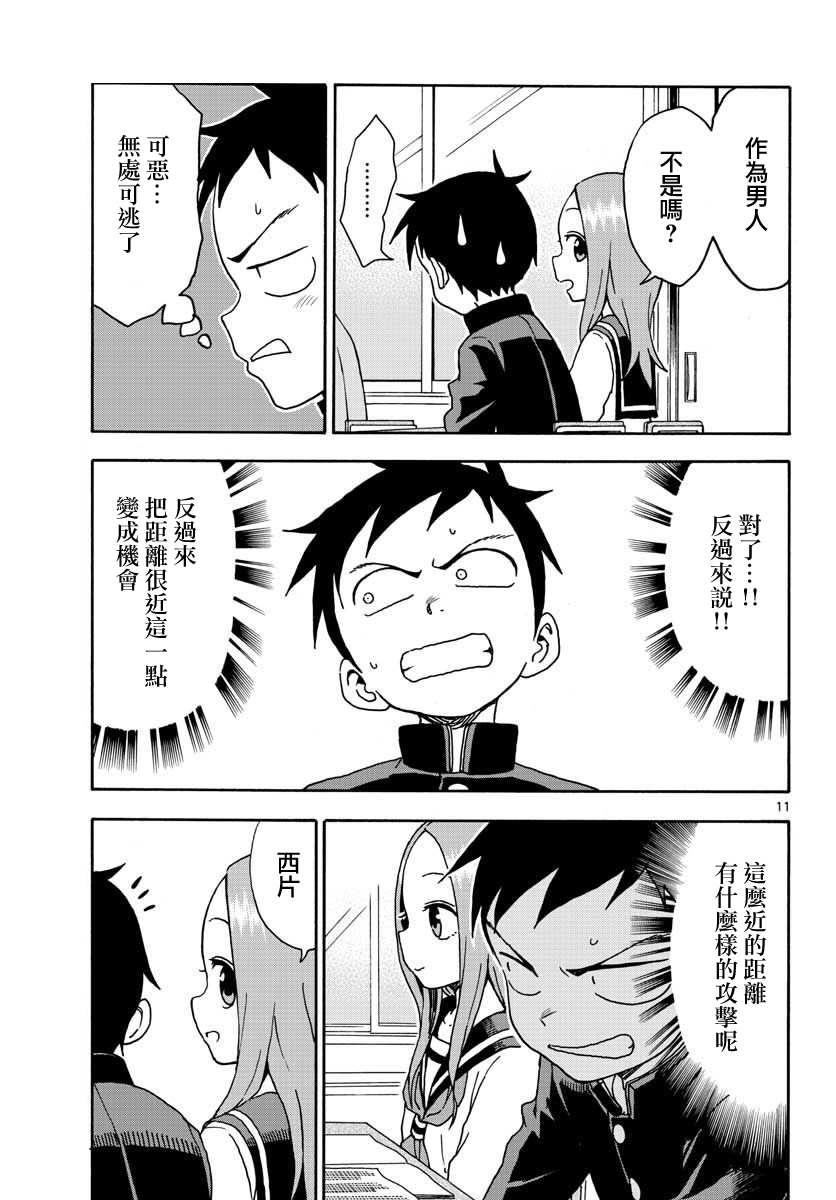 作為男人
不是嗎？
………
可惡…
無處可逃了
對了…!!
反過來說!!
反過來
把距離很近這一點
變成機會
11
這麼近的距離
有什麼樣的攻擊呢
西片